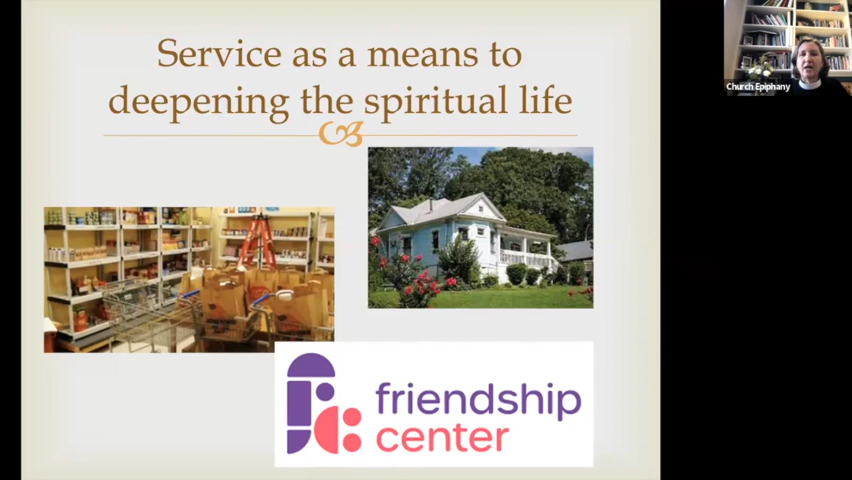 Service as a means to
deepening the spiritual life
Church Epiphany
friendship
center